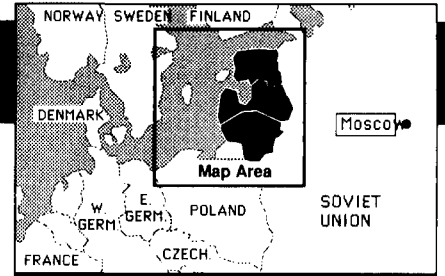 NORWAY SWEDEN FINLAND
DENMARK
Moscow
Map Area
W. GERM.
E. GERM.
POLAND
SOVIET
UNION
FRANCE
CZECH.